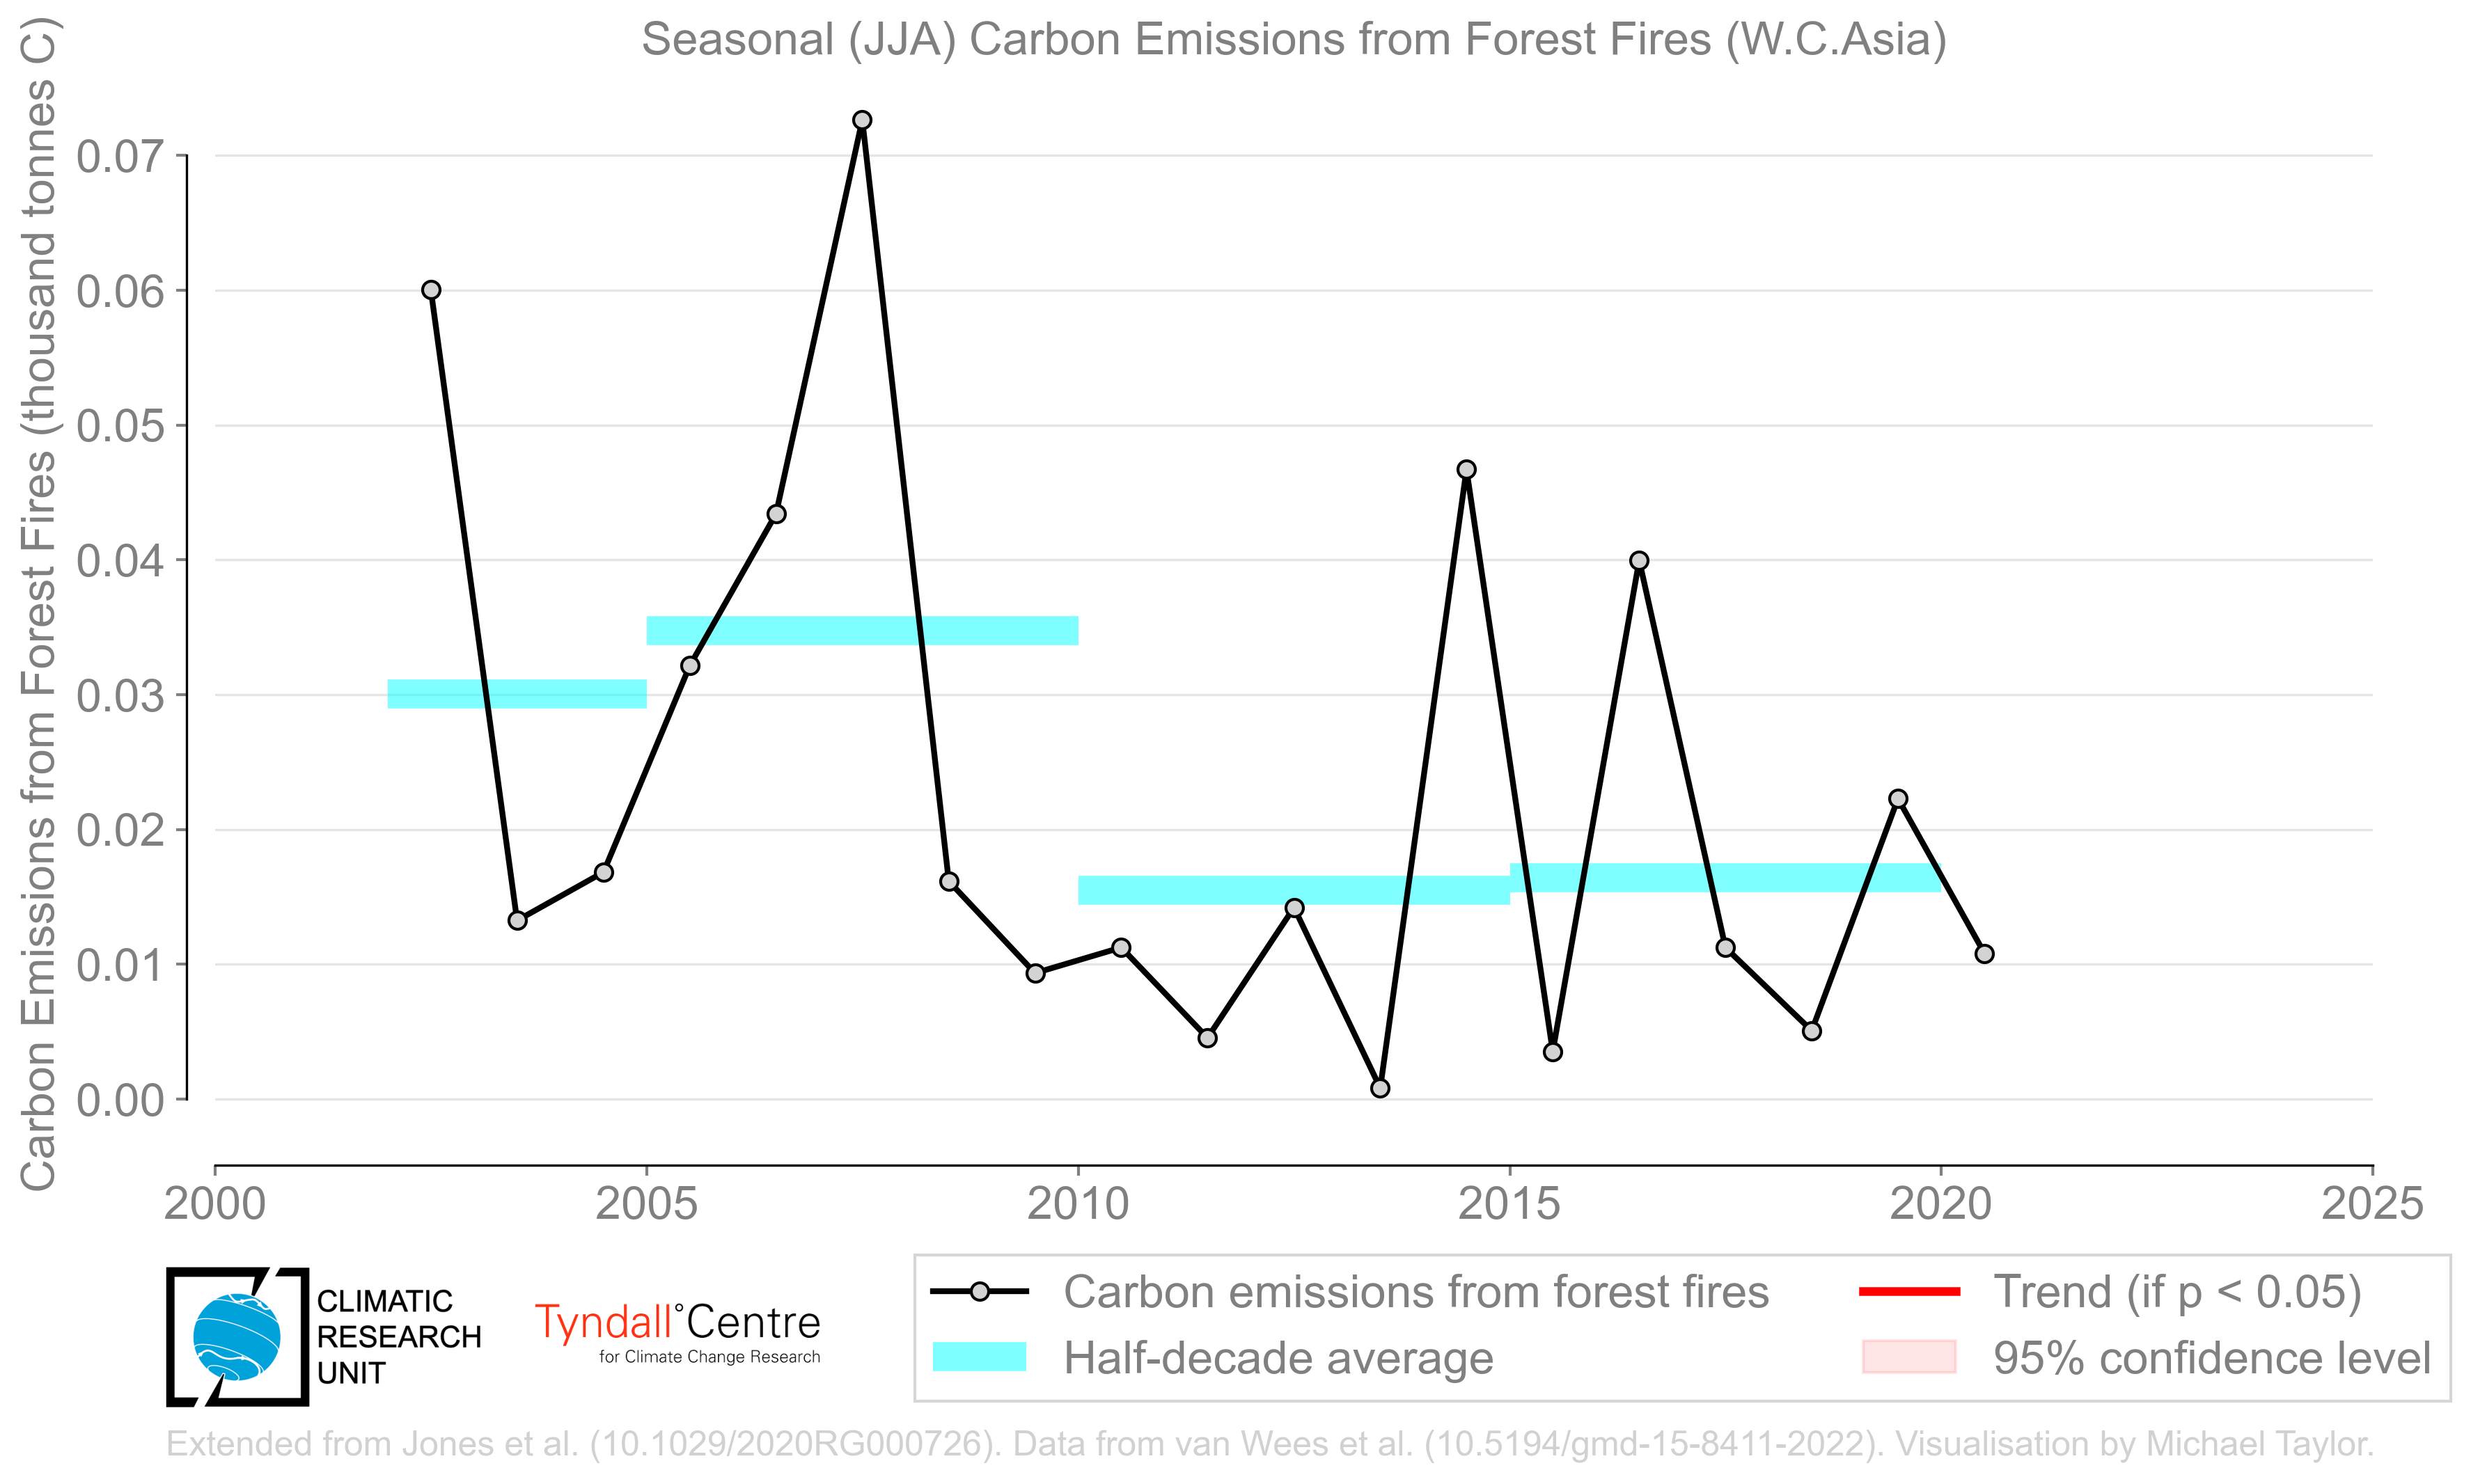 Seasonal (JJA) Carbon Emissions from Forest Fires (W.C.Asia)
Carbon Emissions from Forest Fires (thousand tonnes C)
0.07
0.06
0.05
0.04
0.03
0.02
0.01
0.00
2000 2005 2010 2015 2020 2025
CLIMATIC
RESEARCH
UNIT
Tyndall°Centre
for Climate Change Research
Carbon emissions from forest fires
Half-decade average
Trend (if p < 0.05)
95% confidence level
Extended from Jones et al. (10.1029/2020RG000726). Data from van Wees et al. (10.5194/gmd-15-8411-2022). Visualisation by Michael Taylor.